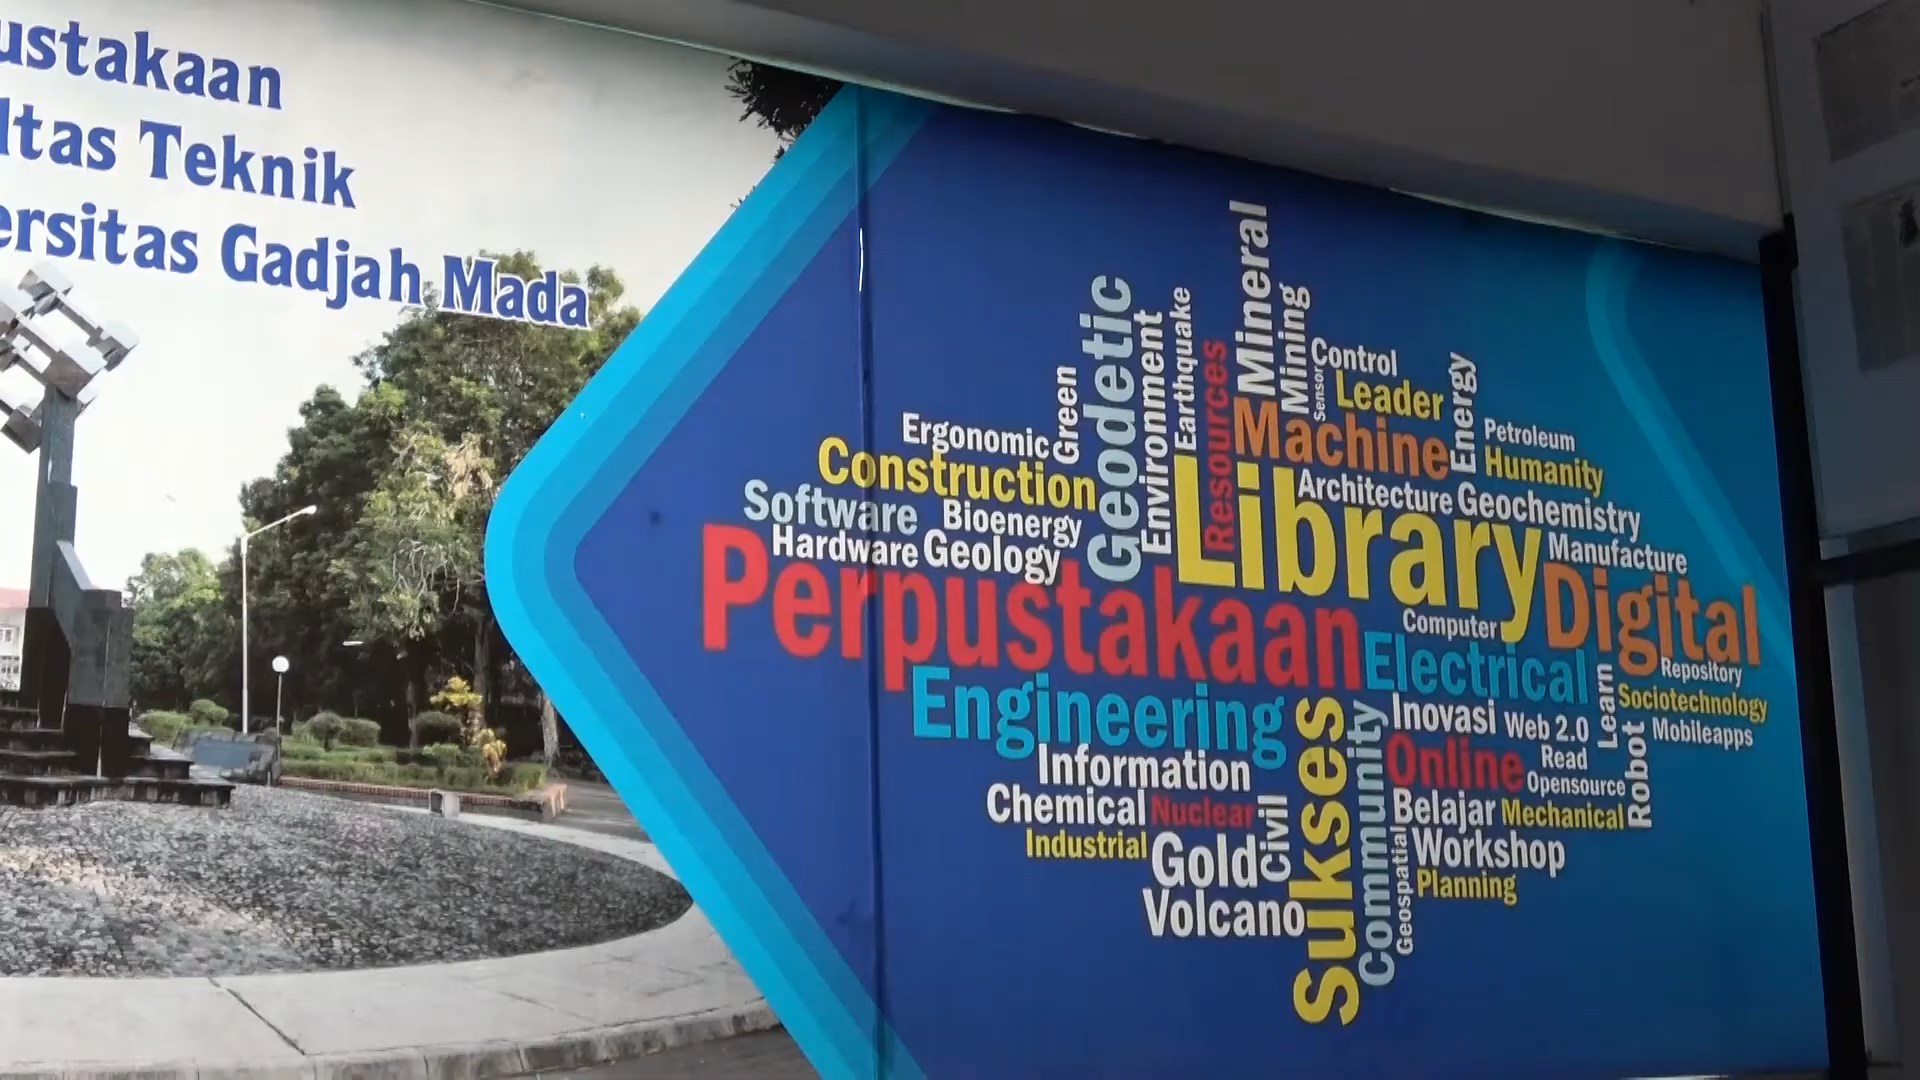 ustakaan
ltas Teknik
ersitas Gadjah Mada
Mineral
Geodetic
Environment
Earthquake
Resources
Mining
Sensor
Control
Leader
Energy
Green
Ergonomic
Machine
Petroleum
Humanity
Construction
Architecture Geochemistry
Software Bioenergy
Library
Manufacture
Hardware Geology
Perpustakaan
Digital
Computer
Electrical
Repository
Engineering
Learn
Sociotechnology
Inovasi Web 2.0
Mobileapps
Sukses
Community
Information
Online
Read
Robot
Opensource
Chemical Nuclear
Civil
Belajar Mechanical
Industrial
Gold
Geospatial
Workshop
Planning
Volcano